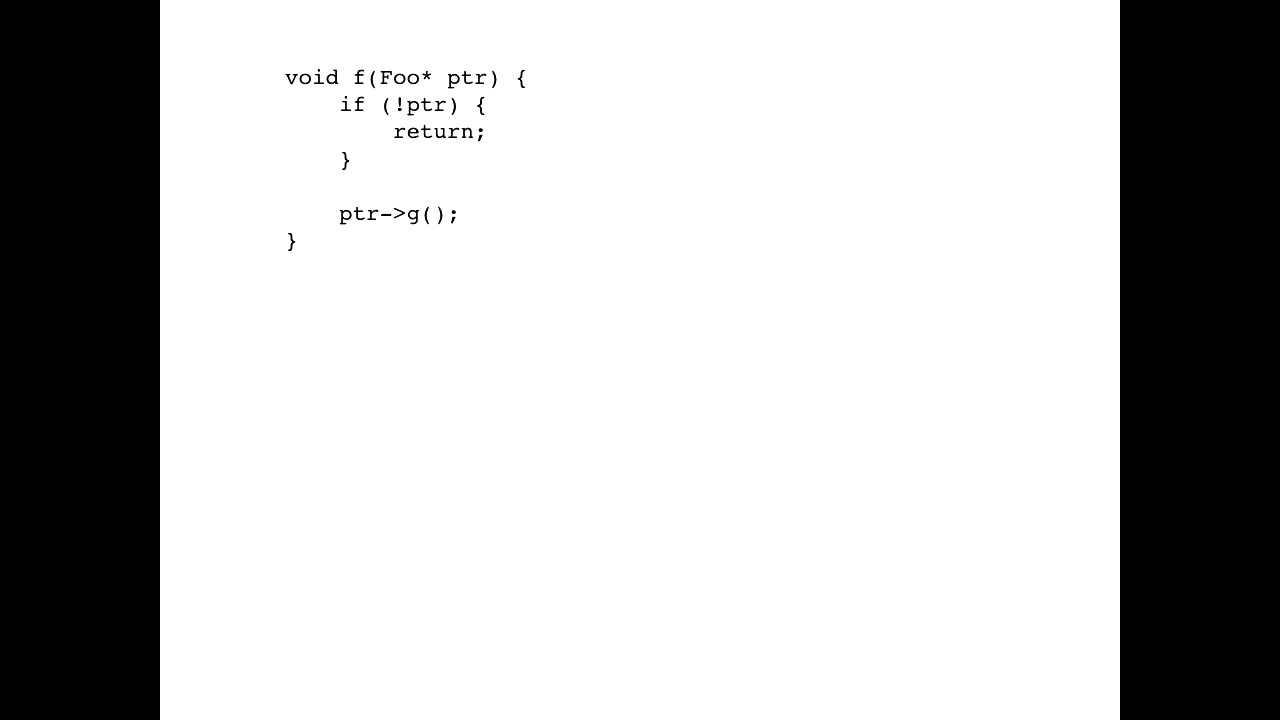 void f(Foo* ptr) {
    if (!ptr) {
        return;
    }

    ptr->g();
}